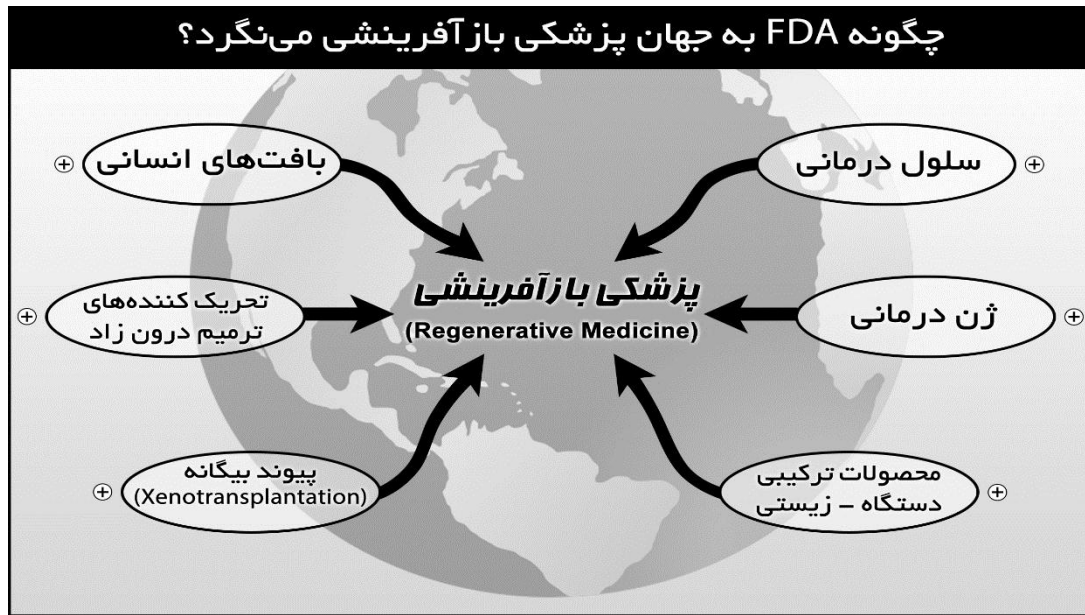 چگونه FDA به جهان پزشکی بازآفرینشی می‌نگرد؟
سلول درمانی
بافت‌های انسانی
پزشکی بازآفرینشی
(Regenerative Medicine)
ژن درمانی
تحریک کننده‌های
ترمیم درون زاد
محصولات ترکیبی
دستگاه – زیستی
پیوند بیگانه
(Xenotransplantation)